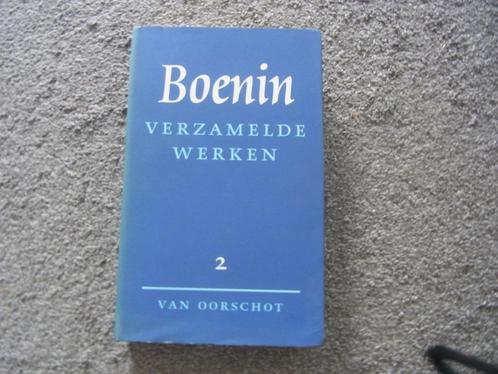 Boenin
VERZAMELDE
WERKEN
2
VAN OORSCHOT